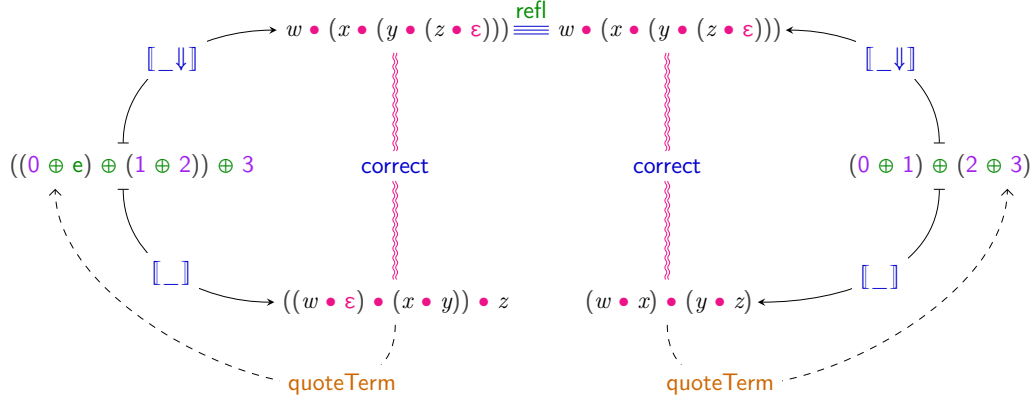 refl
w • (x • (y • (z • ε))) ≡ w • (x • (y • (z • ε)))
⟦_⇓⟧ ⟦_⇓⟧
((0 ⊕ e) ⊕ (1 ⊕ 2)) ⊕ 3 correct correct (0 ⊕ 1) ⊕ (2 ⊕ 3)
⟦_⟧ ⟦_⟧
((w • ε) • (x • y)) • z (w • x) • (y • z)
quoteTerm quoteTerm